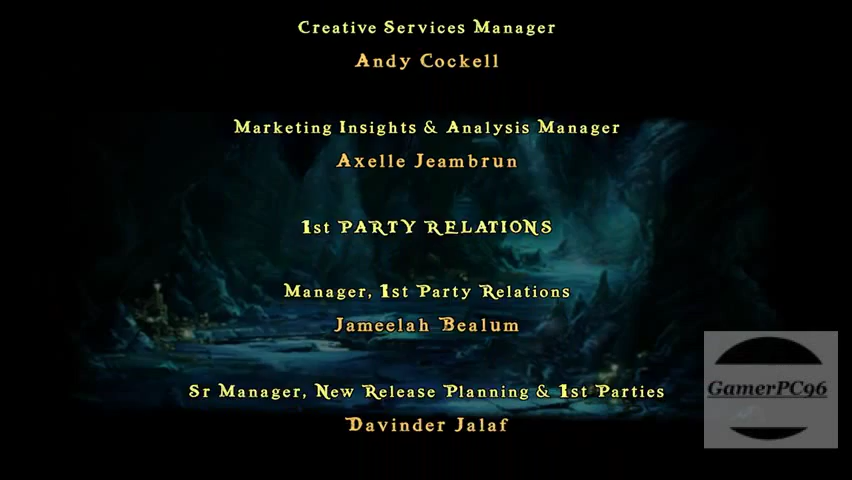 Creative Services Manager
Andy Cockell
Marketing Insights & Analysis Manager
Axelle Jeambrun
1st PARTY RELATIONS
Manager, 1st Party Relations
Jameelah Bealum
Sr Manager, New Release Planning & 1st Parties
Davinder Jalaf
GamerPC96